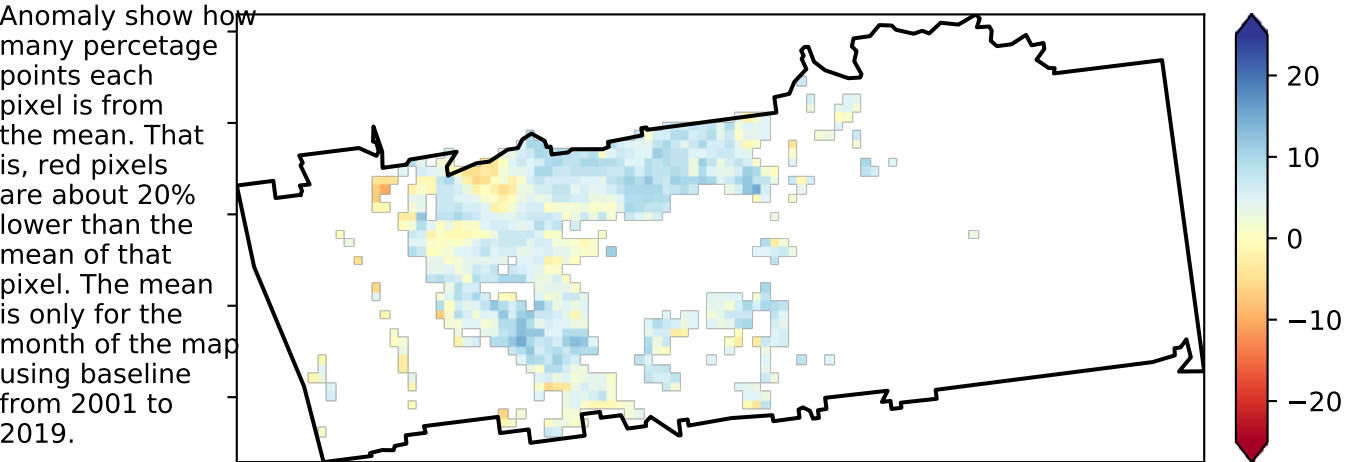 Anomaly show how
many percetage
points each
pixel is from
the mean. That
is, red pixels
are about 20%
lower than the
mean of that
pixel. The mean
is only for the
month of the map
using baseline
from 2001 to
2019.
20
10
0
−10
−20